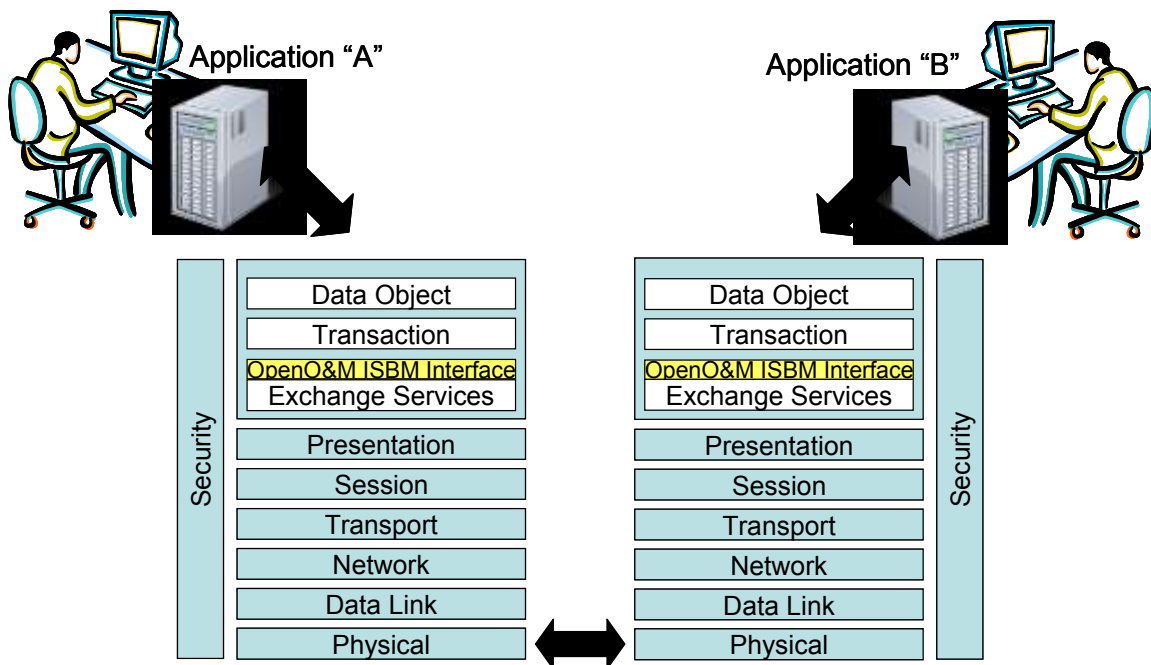 Application “A”
Application “B”
Security
Data Object
Transaction
OpenO&M ISBM Interface
Exchange Services
Presentation
Session
Transport
Network
Data Link
Physical
Data Object
Transaction
OpenO&M ISBM Interface
Exchange Services
Presentation
Session
Transport
Network
Data Link
Physical
Security